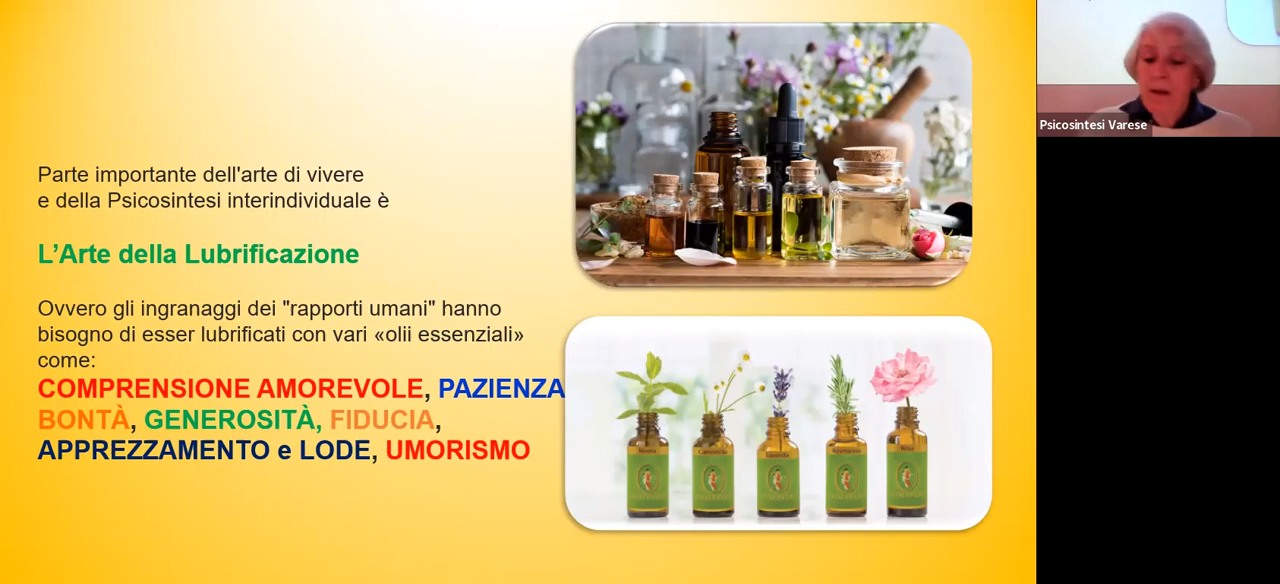 Parte importante dell'arte di vivere
e della Psicosintesi interindividuale è
L'Arte della Lubrificazione
Ovvero gli ingranaggi dei "rapporti umani" hanno
bisogno di esser lubrificati con vari «olii essenziali»
come:
COMPRENSIONE AMOREVOLE, PAZIENZA
BONTÀ, GENEROSITÀ, FIDUCIA,
APPREZZAMENTO e LODE, UMORISMO
Psicosintesi Varese